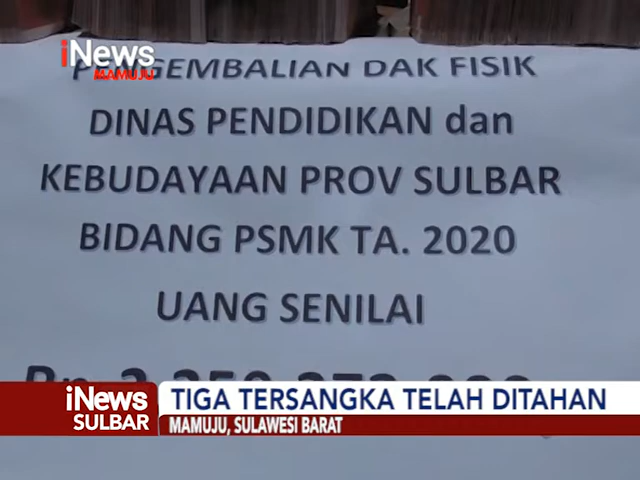 iNews
MAMUJU
PENGEMBALIAN DAK FISIK
DINAS PENDIDIKAN dan
KEBUDAYAAN PROV SULBAR
BIDANG PSMK TA. 2020
UANG SENILAI
Rp
iNews
SULBAR
TIGA TERSANGKA TELAH DITAHAN
MAMUJU, SULAWESI BARAT